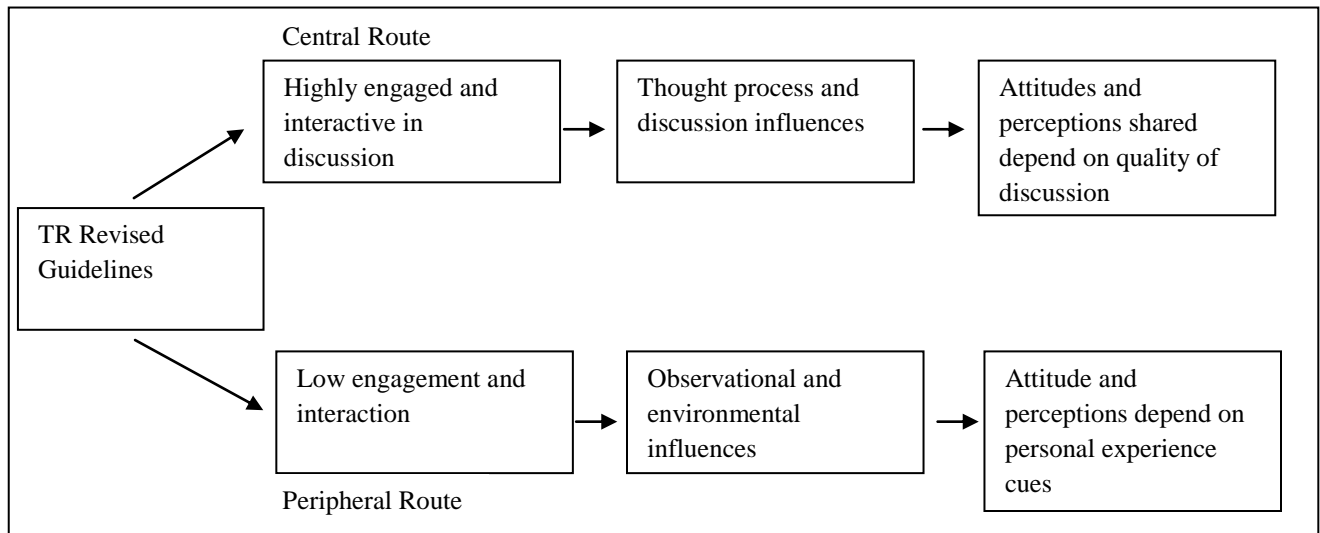 Central Route
Highly engaged and
interactive in
discussion
Thought process and
discussion influences
Attitudes and
perceptions shared
depend on quality of
discussion
TR Revised
Guidelines
Low engagement and
interaction
Observational and
environmental
influences
Attitude and
perceptions depend on
personal experience
cues
Peripheral Route